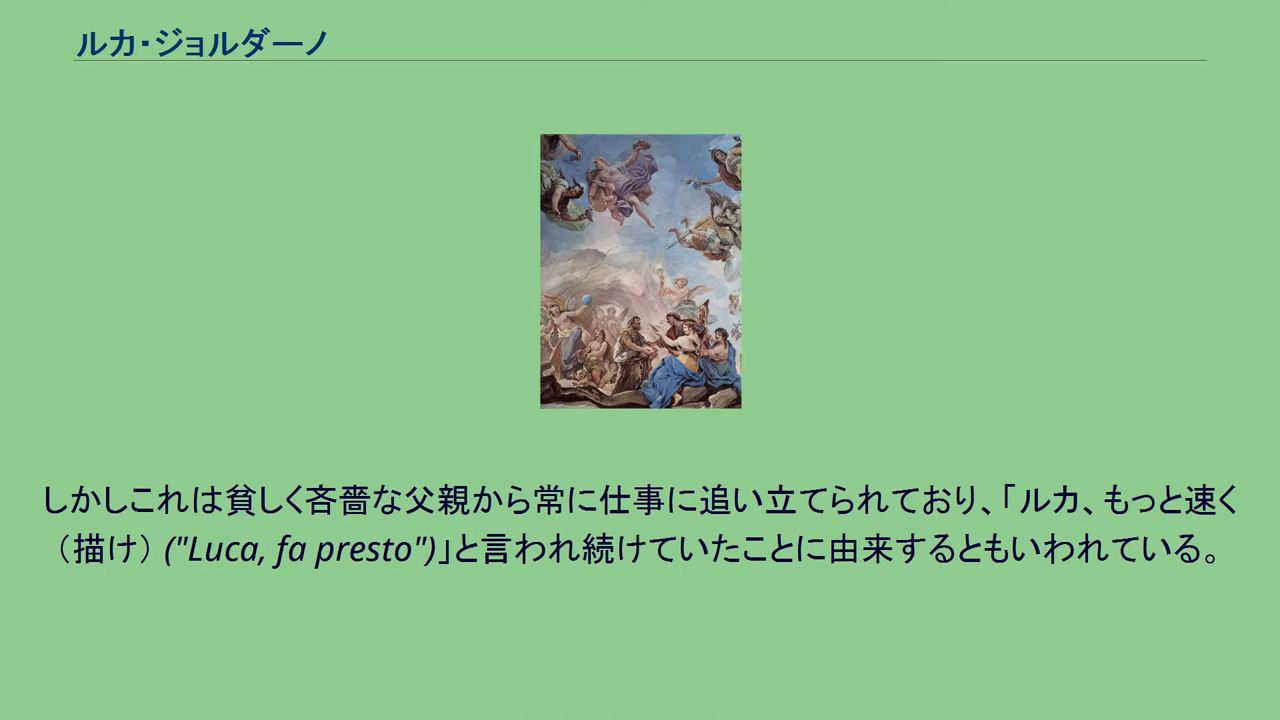 ルカ・ジョルダーノ
しかしこれは貧しく吝嗇な父親から常に仕事に追い立てられており、「ルカ、もっと速く
（描け） ("Luca, fa presto")」と言われ続けていたことに由来するともいわれている。